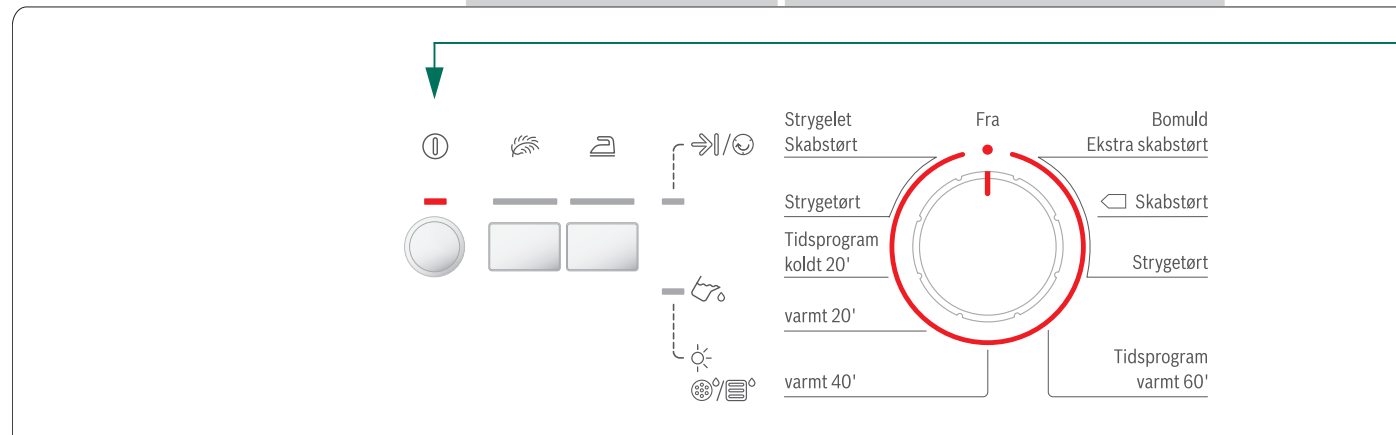 Strygelet
Skabstørt
Strygetørt
Tidsprogram
koldt 20'
varmt 20'
varmt 40'
Fra
Bomuld
Ekstra skabstørt
Skabstørt
Strygetørt
Tidsprogram
varmt 60'